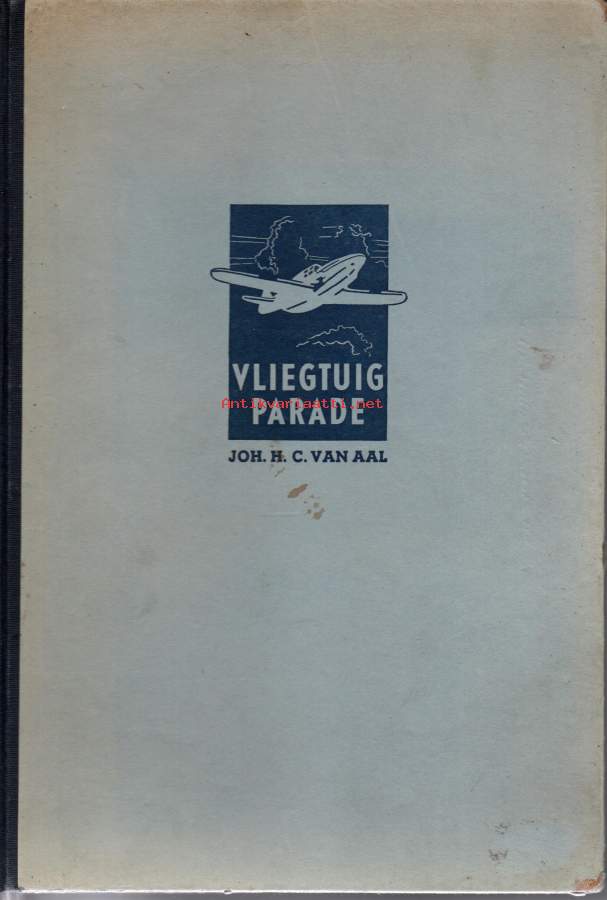 VLIEGTUIG
Antikvariaatti.net
PARADE
JOH. H. C. VAN AAL